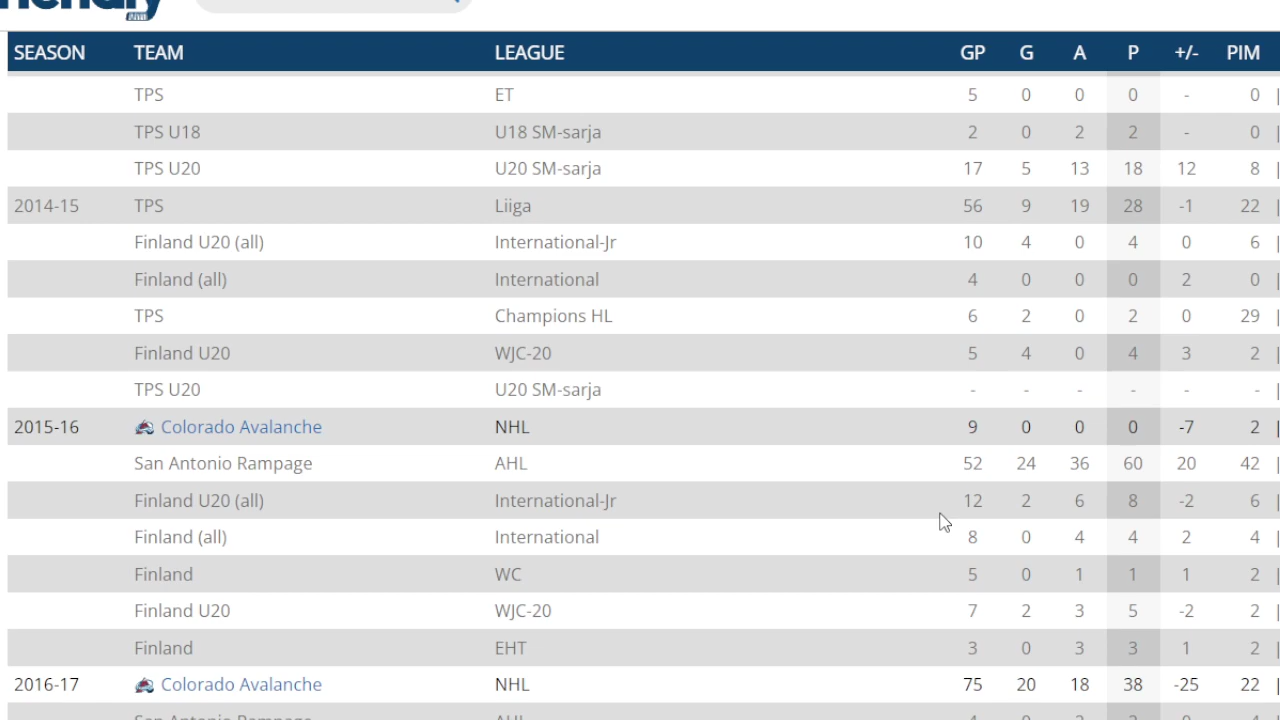 SEASON TEAM LEAGUE GP G A P +/- PIM
TPS ET 5 0 0 0 - 0
TPS U18 U18 SM-sarja 2 0 2 2 - 0
TPS U20 U20 SM-sarja 17 5 13 18 12 8
2014-15 TPS Liiga 56 9 19 28 -1 22
Finland U20 (all) International-Jr 10 4 0 4 0 6
Finland (all) International 4 0 0 0 2 0
TPS Champions HL 6 2 0 2 0 29
Finland U20 WJC-20 5 4 0 4 3 2
TPS U20 U20 SM-sarja - - - - - -
2015-16 Colorado Avalanche NHL 9 0 0 0 -7 2
San Antonio Rampage AHL 52 24 36 60 20 42
Finland U20 (all) International-Jr 12 2 6 8 -2 6
Finland (all) International 8 0 4 4 2 4
Finland WC 5 0 1 1 1 2
Finland U20 WJC-20 7 2 3 5 -2 2
Finland EHT 3 0 3 3 1 2
2016-17 Colorado Avalanche NHL 75 20 18 38 -25 22